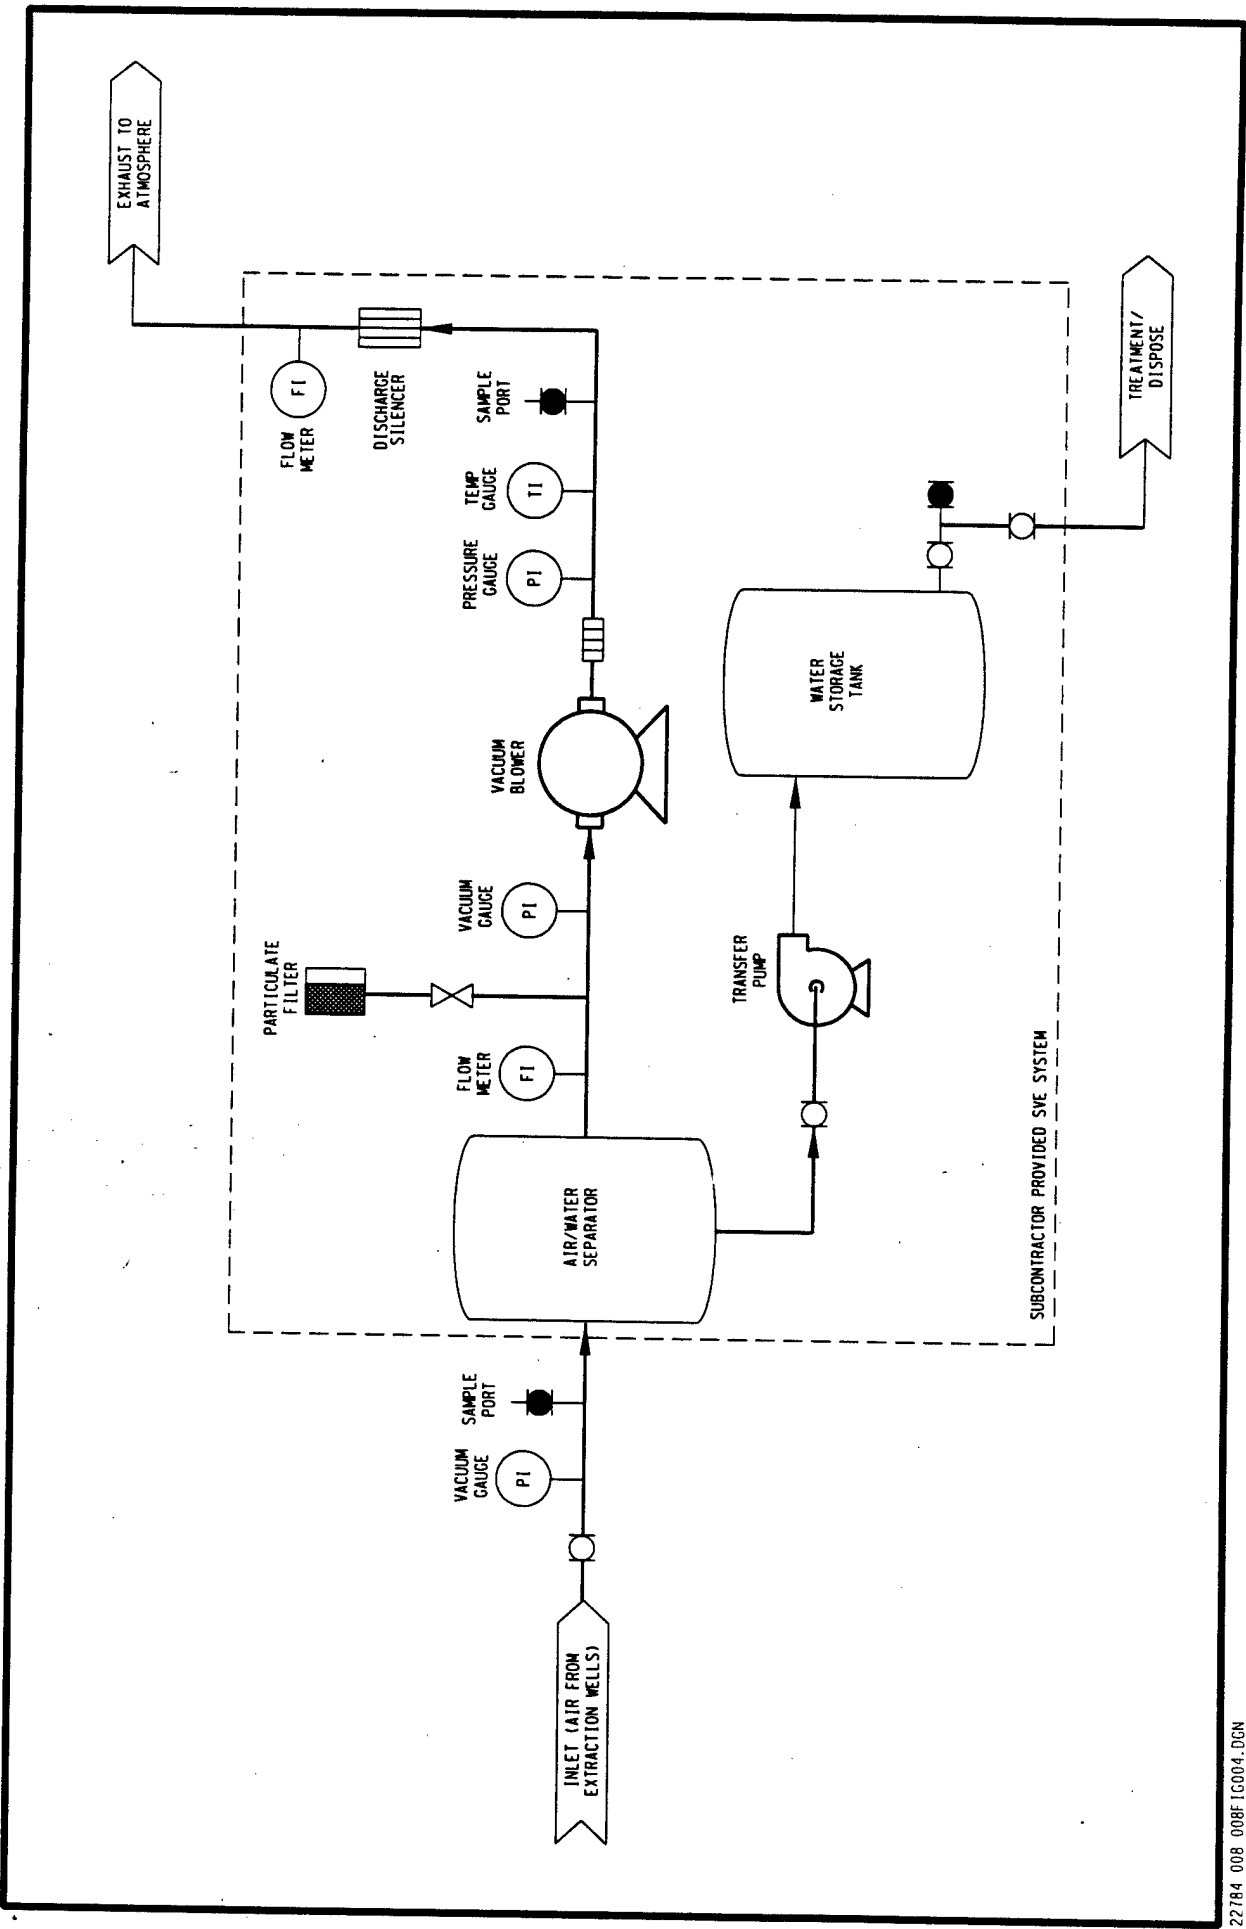 EXHAUST TO
ATMOSPHERE
FLOW
METER
FI
DISCHARGE
SILENCER
SAMPLE
PORT
TEMP
GAUGE
TI
PRESSURE
GAUGE
PI
VACUUM
BLOWER
VACUUM
GAUGE
PI
PARTICULATE
FILTER
FLOW
METER
FI
AIR/WATER
SEPARATOR
SAMPLE
PORT
VACUUM
GAUGE
PI
INLET (AIR FROM
EXTRACTION WELLS)
TRANSFER
PUMP
WATER
STORAGE
TANK
TREATMENT/
DISPOSE
SUBCONTRACTOR PROVIDED SVE SYSTEM
22784 008 008FIG004.DGN